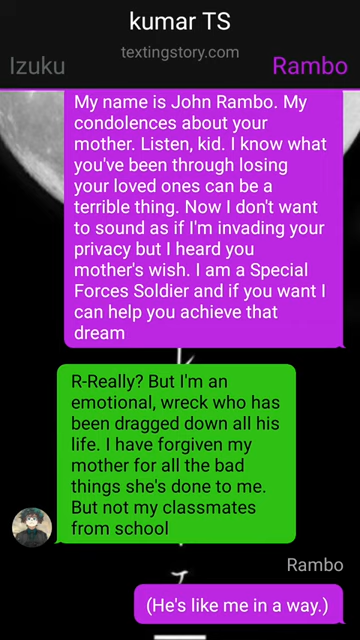 kumar TS
textingstory.com
Izuku
Rambo
My name is John Rambo. My
condolences about your
mother. Listen, kid. I know what
you've been through losing
your loved ones can be a
terrible thing. Now I don't want
to sound as if I'm invading your
privacy but I heard you
mother's wish. I am a Special
Forces Soldier and if you want I
can help you achieve that
dream
R-Really? But I'm an
emotional, wreck who has
been dragged down all his
life. I have forgiven my
mother for all the bad
things she's done to me.
But not my classmates
from school
Rambo
(He's like me in a way.)